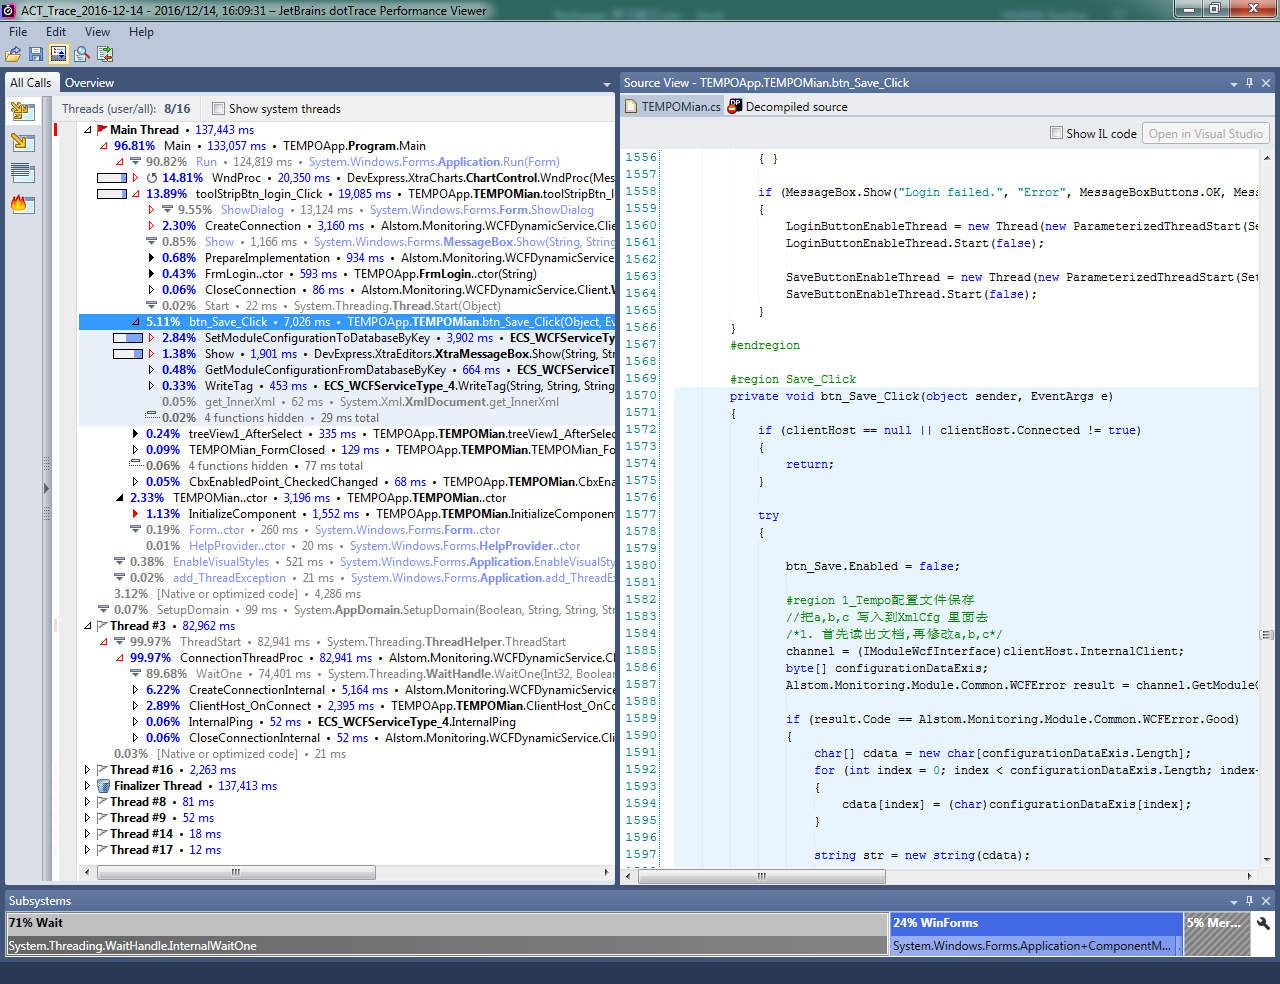 ACT_Trace_2016-12-14 - 2016/12/14, 16:09:31 – JetBrains dotTrace Performance Viewer
File Edit View Help
All Calls
Overview
Threads (user/all): 8/16 Show system threads
Main Thread • 137,443 ms
96.81% Main • 133,057 ms • TEMPOApp.Program.Main
90.82% Run • 124,819 ms • System.Windows.Forms.Application.Run(Form)
14.81% WndProc • 20,350 ms • DevExpress.XtraCharts.ChartControl.WndProc(Mes
13.89% toolStripBtn_login_Click • 19,085 ms • TEMPOApp.TEMPOMian.toolStripBtn_l
9.55% ShowDialog • 13,124 ms • System.Windows.Forms.Form.ShowDialog
2.30% CreateConnection • 3,160 ms • Alstom.Monitoring.WCFDynamicService
0.85% Show • 1,166 ms • System.Windows.Forms.MessageBox.Show(String, String
0.68% PrepareImplementation • 934 ms • Alstom.Monitoring.WCFDynamicService
0.43% FrmLogin..ctor • 593 ms • TEMPOApp.FrmLogin..ctor(String)
0.06% CloseConnection • 86 ms • Alstom.Monitoring.WCFDynamicService.Client.W
0.02% Start • 22 ms • System.Threading.Thread.Start(Object)
5.11% btn_Save_Click • 7,026 ms • TEMPOApp.TEMPOMian.btn_Save_Click(Object, Ev
2.84% SetModuleConfigurationToDatabaseByKey • 3,902 ms • ECS_WCFServiceTy
1.38% Show • 1,901 ms • DevExpress.XtraEditors.XtraMessageBox.Show(String, Stri
0.48% GetModuleConfigurationFromDatabaseByKey • 664 ms • ECS_WCFServiceT
0.33% WriteTag • 453 ms • ECS_WCFServiceType_4.WriteTag(String, String, String
0.05% get_InnerXml • 62 ms • System.Xml.XmlDocument.get_InnerXml
0.02% 4 functions hidden • 29 ms total
0.24% treeView1_AfterSelect • 335 ms • TEMPOApp.TEMPOMian.treeView1_AfterSelec
0.09% TEMPOMian_FormClosed • 129 ms • TEMPOApp.TEMPOMian.TEMPOMian_Fo
0.06% 4 functions hidden • 77 ms total
0.05% CbxEnabledPoint_CheckedChanged • 68 ms • TEMPOApp.TEMPOMian.CbxEna
2.33% TEMPOMian..ctor • 3,196 ms • TEMPOApp.TEMPOMian..ctor
1.13% InitializeComponent • 1,552 ms • TEMPOApp.TEMPOMian.InitializeComponent
0.19% Form..ctor • 260 ms • System.Windows.Forms.Form..ctor
0.01% HelpProvider..ctor • 20 ms • System.Windows.Forms.HelpProvider..ctor
0.38% EnableVisualStyles • 521 ms • System.Windows.Forms.Application.EnableVisualSty
0.02% add_ThreadException • 21 ms • System.Windows.Forms.Application.add_ThreadEx
3.12% [Native or optimized code] • 4,286 ms
0.07% SetupDomain • 99 ms • System.AppDomain.SetupDomain(Boolean, String, String, Str
Thread #3 • 82,962 ms
99.97% ThreadStart • 82,941 ms • System.Threading.ThreadHelper.ThreadStart
99.97% ConnectionThreadProc • 82,941 ms • Alstom.Monitoring.WCFDynamicService.Cl
89.68% WaitOne • 74,401 ms • System.Threading.WaitHandle.WaitOne(Int32, Boolean
6.22% CreateConnectionInternal • 5,164 ms • Alstom.Monitoring.WCFDynamicService
2.89% ClientHost_OnConnect • 2,395 ms • TEMPOApp.TEMPOMian.ClientHost_OnCo
0.06% InternalPing • 52 ms • ECS_WCFServiceType_4.InternalPing
0.06% CloseConnectionInternal • 52 ms • Alstom.Monitoring.WCFDynamicService.Cli
0.03% [Native or optimized code] • 21 ms
Thread #16 • 2,263 ms
Finalizer Thread • 137,413 ms
Thread #8 • 81 ms
Thread #9 • 52 ms
Thread #14 • 18 ms
Thread #17 • 12 ms
Source View - TEMPOApp.TEMPOMian.btn_Save_Click
TEMPOMian.cs Decompiled source
Show IL code Open in Visual Studio
1556 { }
1557
1558 if (MessageBox.Show("Login failed.", "Error", MessageBoxButtons.OK, Mess
1559 {
1560 LoginButtonEnableThread = new Thread(new ParameterizedThreadStart(Se
1561 LoginButtonEnableThread.Start(false);
1562
1563 SaveButtonEnableThread = new Thread(new ParameterizedThreadStart(Set
1564 SaveButtonEnableThread.Start(false);
1565 }
1566 }
1567 #endregion
1568
1569 #region Save_Click
1570 private void btn_Save_Click(object sender, EventArgs e)
1571 {
1572 if (clientHost == null || clientHost.Connected != true)
1573 {
1574 return;
1575 }
1576
1577 try
1578 {
1579
1580 btn_Save.Enabled = false;
1581
1582 #region 1_Tempo配置文件保存
1583 //把a,b,c 写入到XmlCfg 里面去
1584 /*1. 首先读出文档,再修改a,b,c*/
1585 channel = (IModuleWcfInterface)clientHost.InternalClient;
1586 byte[] configurationDataExis;
1587 Alstom.Monitoring.Module.Common.WCFError result = channel.GetModuleC
1588
1589 if (result.Code == Alstom.Monitoring.Module.Common.WCFError.Good)
1590 {
1591 char[] cdata = new char[configurationDataExis.Length];
1592 for (int index = 0; index < configurationDataExis.Length; index+
1593 {
1594 cdata[index] = (char)configurationDataExis[index];
1595 }
1596
1597 string str = new string(cdata);
Subsystems
71% Wait 24% WinForms 5% Mer...
System.Threading.WaitHandle.InternalWaitOne System.Windows.Forms.Application+ComponentM...